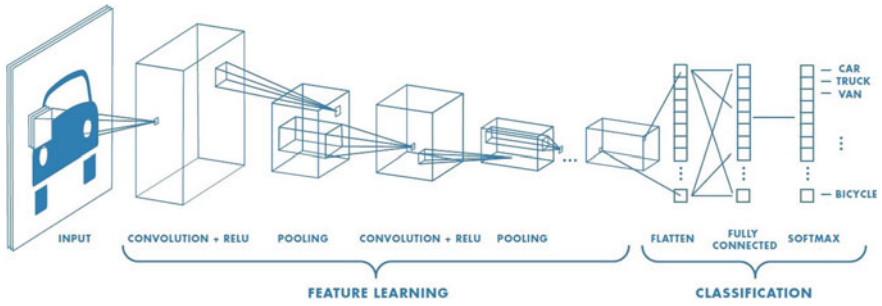 CAR
TRUCK
VAN
BICYCLE
INPUT
CONVOLUTION + RELU
POOLING
CONVOLUTION + RELU
POOLING
FLATTEN
FULLY
CONNECTED
SOFTMAX
FEATURE LEARNING
CLASSIFICATION